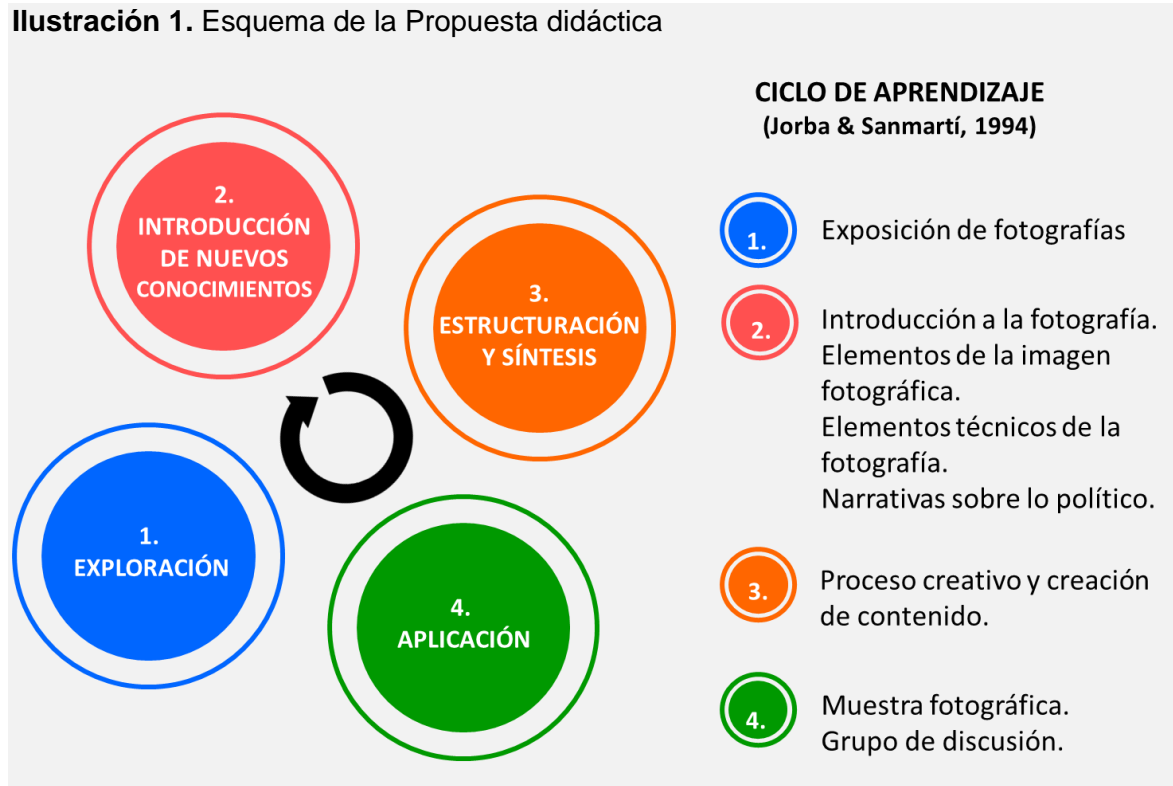 Ilustración 1. Esquema de la Propuesta didáctica
CICLO DE APRENDIZAJE
(Jorba & Sanmartí, 1994)
2.
INTRODUCCIÓN
DE NUEVOS
CONOCIMIENTOS
3.
ESTRUCTURACIÓN
Y SÍNTESIS
1.
EXPLORACIÓN
4.
APLICACIÓN
1.
Exposición de fotografías
2.
Introducción a la fotografía.
Elementos de la imagen
fotográfica.
Elementos técnicos de la
fotografía.
Narrativas sobre lo político.
3.
Proceso creativo y creación
de contenido.
4.
Muestra fotográfica.
Grupo de discusión.